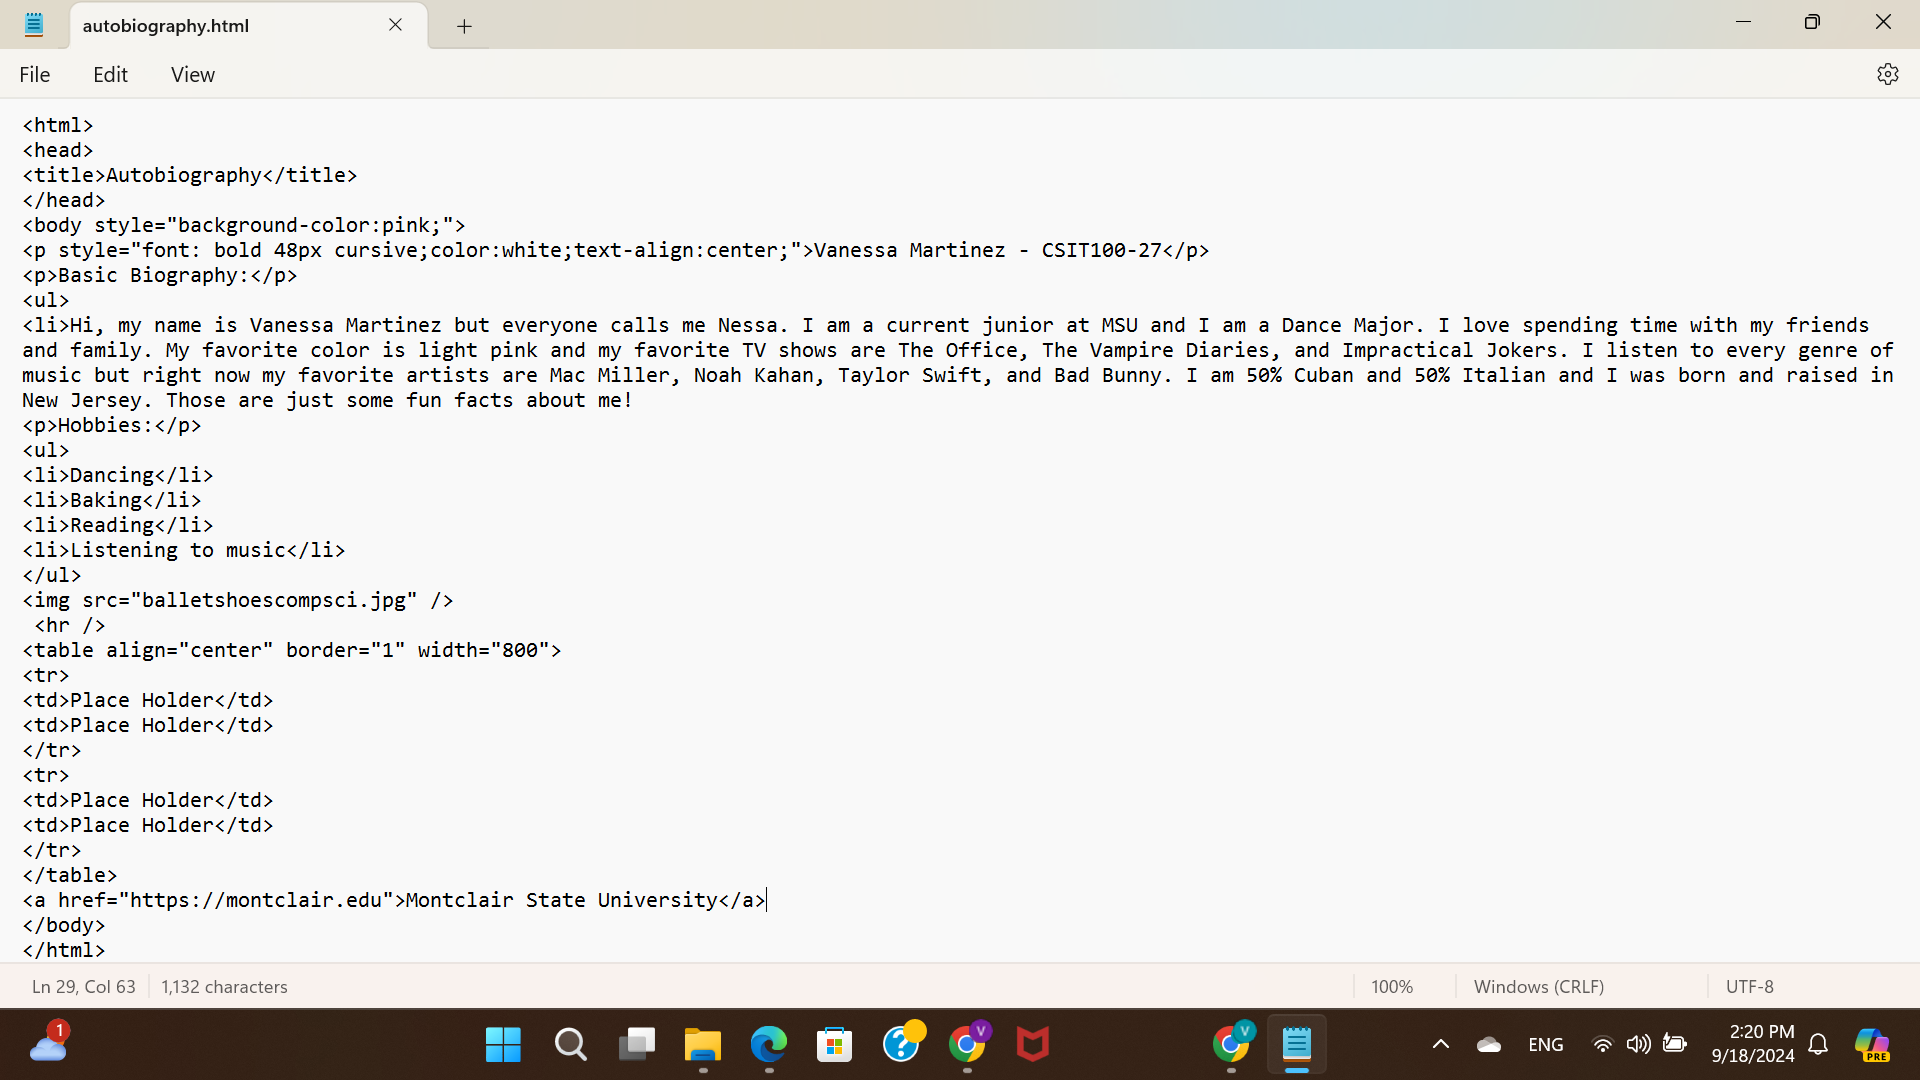 autobiography.html
File Edit View
<html>
<head>
<title>Autobiography</title>
</head>
<body style="background-color:pink;">
<p style="font: bold 48px cursive;color:white;text-align:center;">Vanessa Martinez - CSIT100-27</p>
<p>Basic Biography:</p>
<ul>
<li>Hi, my name is Vanessa Martinez but everyone calls me Nessa. I am a current junior at MSU and I am a Dance Major. I love spending time with my friends
and family. My favorite color is light pink and my favorite TV shows are The Office, The Vampire Diaries, and Impractical Jokers. I listen to every genre of
music but right now my favorite artists are Mac Miller, Noah Kahan, Taylor Swift, and Bad Bunny. I am 50% Cuban and 50% Italian and I was born and raised in
New Jersey. Those are just some fun facts about me!
<p>Hobbies:</p>
<ul>
<li>Dancing</li>
<li>Baking</li>
<li>Reading</li>
<li>Listening to music</li>
</ul>
<img src="balletshoescompsci.jpg" />
<hr />
<table align="center" border="1" width="800">
<tr>
<td>Place Holder</td>
<td>Place Holder</td>
</tr>
<tr>
<td>Place Holder</td>
<td>Place Holder</td>
</tr>
</table>
<a href="https://montclair.edu">Montclair State University</a>
</body>
</html>
Ln 29, Col 63 1,132 characters 100% Windows (CRLF) UTF-8
1 V V ENG 2:20 PM
9/18/2024 PRE